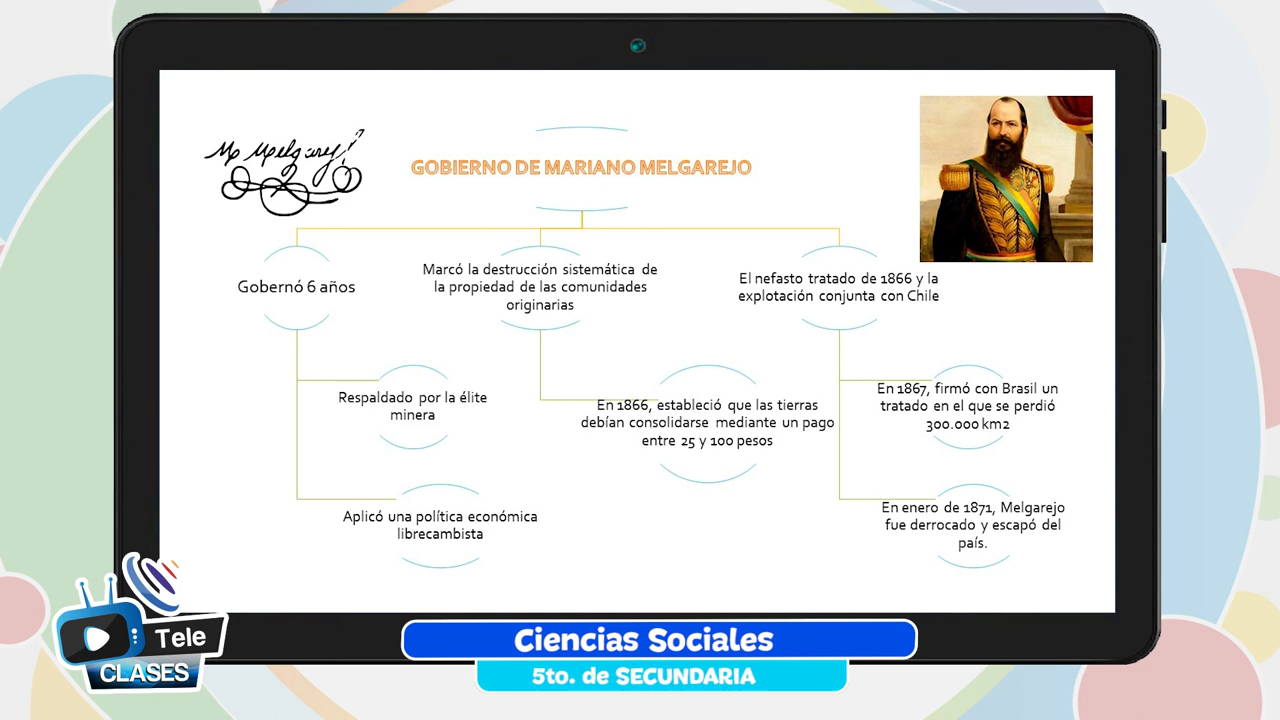 M Melgarejo
GOBIERNO DE MARIANO MELGAREJO
Gobernó 6 años
Respaldado por la élite
minera
Aplicó una política económica
librecambista
Marcó la destrucción sistemática de
la propiedad de las comunidades
originarias
En 1866, estableció que las tierras
debían consolidarse mediante un pago
entre 25 y 100 pesos
El nefasto tratado de 1866 y la
explotación conjunta con Chile
En 1867, firmó con Brasil un
tratado en el que se perdió
300.000 km2
En enero de 1871, Melgarejo
fue derrocado y escapó del
país.
Tele
CLASES
Ciencias Sociales
5to. de SECUNDARIA